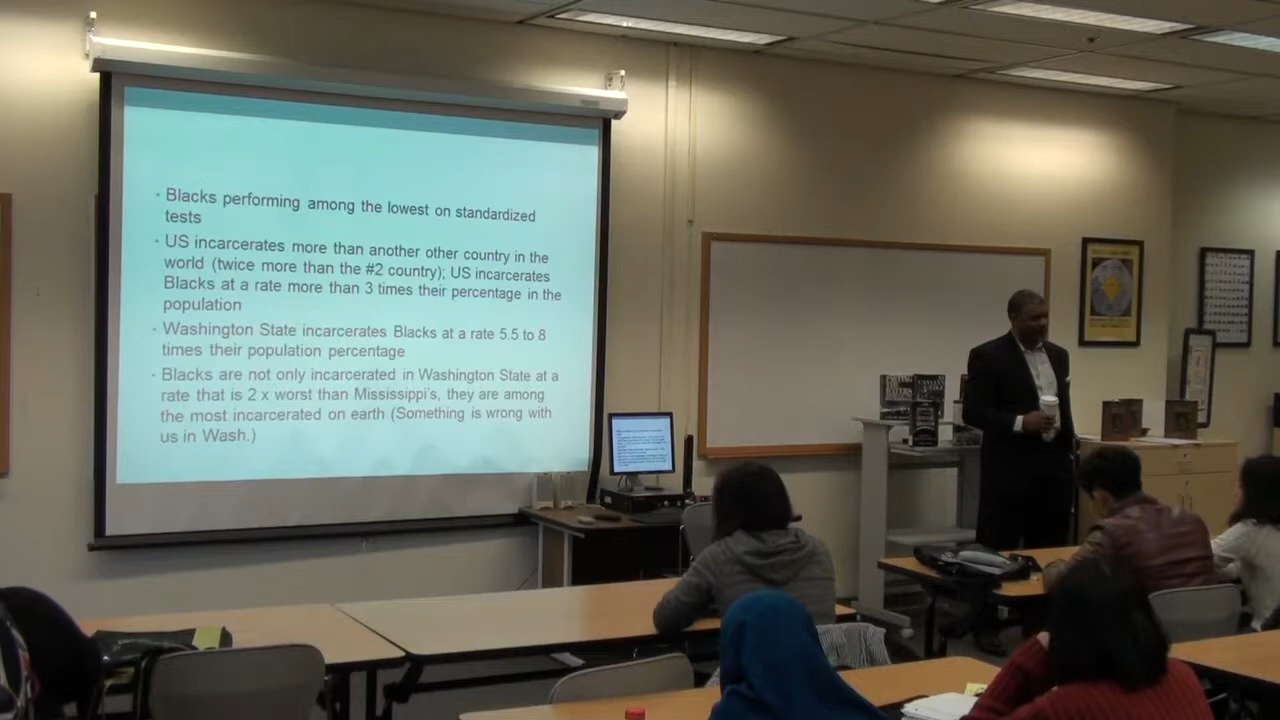 • Blacks performing among the lowest on standardized
tests
• US incarcerates more than another other country in the
world (twice more than the #2 country); US incarcerates
Blacks at a rate more than 3 times their percentage in the
population
• Washington State incarcerates Blacks at a rate 5.5 to 8
times their population percentage
• Blacks are not only incarcerated in Washington State at a
rate that is 2 x worst than Mississippi's, they are among
the most incarcerated on earth (Something is wrong with
us in Wash.)